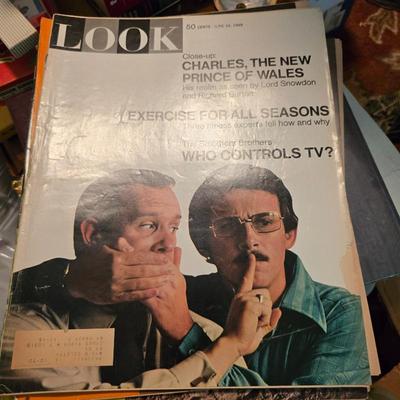 LOOK
50 CENTS
Close-up:
CHARLES, THE NEW
PRINCE OF WALES
His realm as seen by Lord Snowdon
and Richard Burton
EXERCISE FOR ALL SEASONS
Three fitness experts tell how and why
The Smothers Brothers
WHO CONTROLS TV?